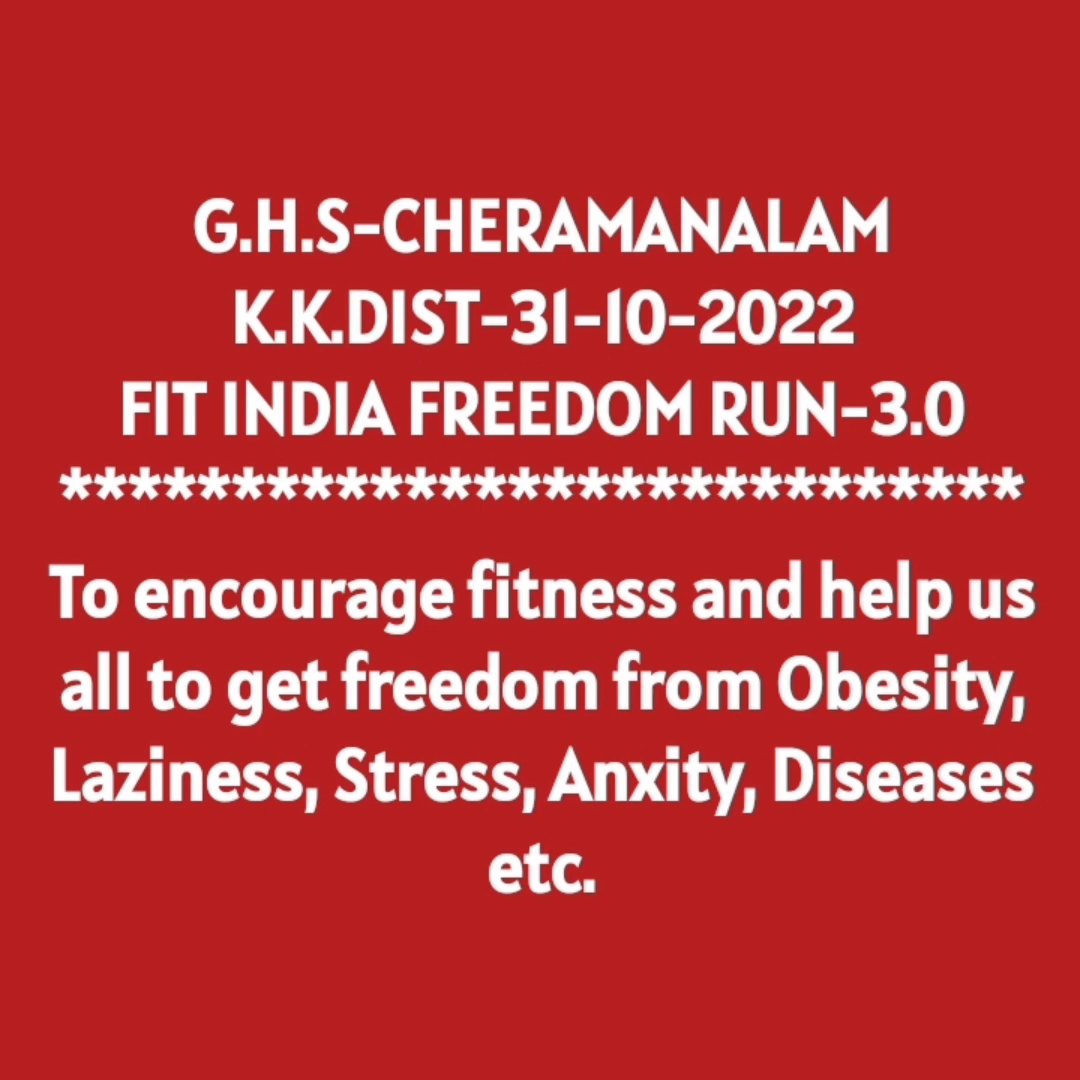 G.H.S-CHERAMANALAM
K.K.DIST-31-10-2022
FIT INDIA FREEDOM RUN-3.0
****************************
To encourage fitness and help us
all to get freedom from Obesity,
Laziness, Stress, Anxity, Diseases
etc.